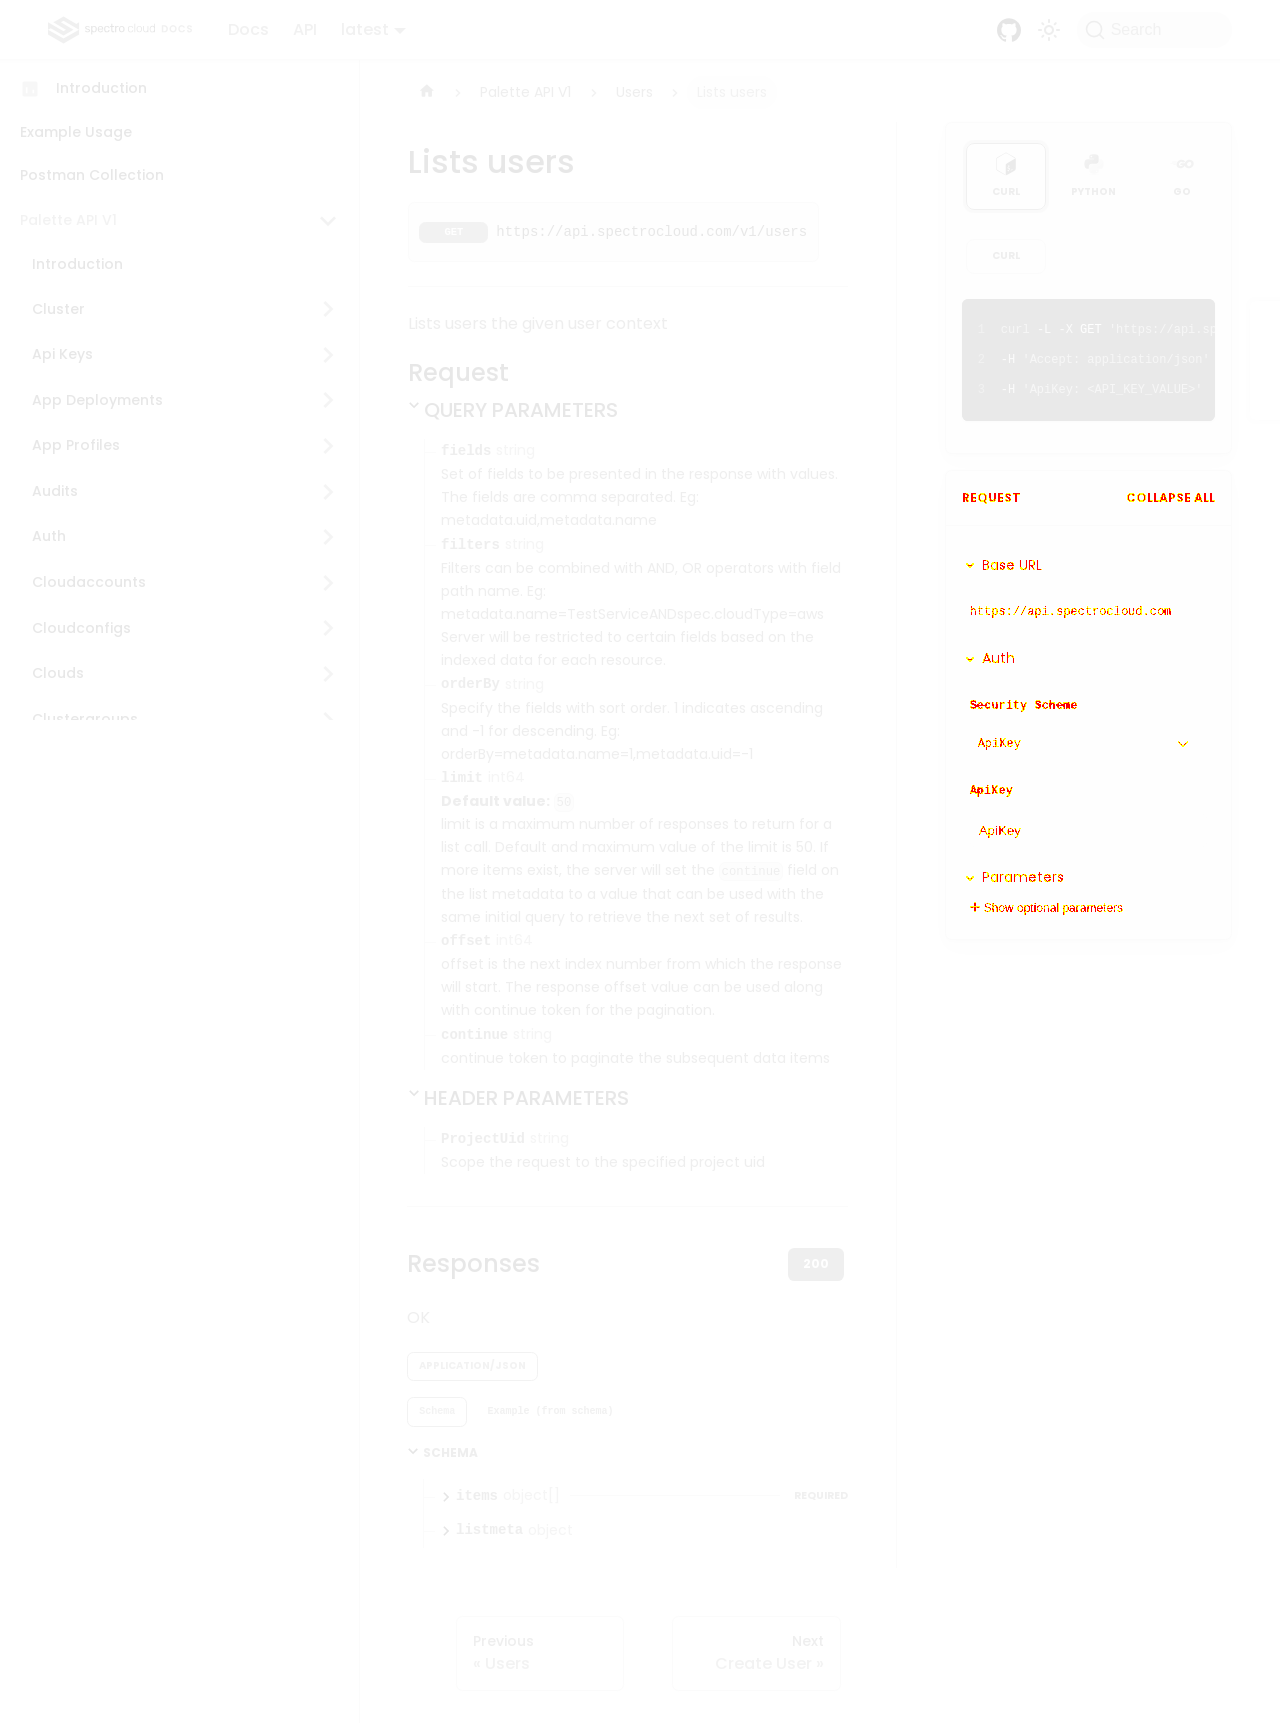 spectro cloud DOCS Docs API latest Search
Introduction
Example Usage
Postman Collection
Palette API V1
Introduction
Cluster
Api Keys
App Deployments
App Profiles
Audits
Auth
Cloudaccounts
Cloudconfigs
Clouds
Clustergroups
Palette API V1 Users Lists users
Lists users
GET https://api.spectrocloud.com/v1/users
Lists users the given user context
Request
QUERY PARAMETERS
fields string
Set of fields to be presented in the response with values.
The fields are comma separated. Eg:
metadata.uid,metadata.name
filters string
Filters can be combined with AND, OR operators with field
path name. Eg:
metadata.name=TestServiceANDspec.cloudType=aws
Server will be restricted to certain fields based on the
indexed data for each resource.
orderBy string
Specify the fields with sort order. 1 indicates ascending
and -1 for descending. Eg:
orderBy=metadata.name=1,metadata.uid=-1
limit int64
Default value: 50
limit is a maximum number of responses to return for a
list call. Default and maximum value of the limit is 50. If
more items exist, the server will set the continue field on
the list metadata to a value that can be used with the
same initial query to retrieve the next set of results.
offset int64
offset is the next index number from which the response
will start. The response offset value can be used along
with continue token for the pagination.
continue string
continue token to paginate the subsequent data items
HEADER PARAMETERS
ProjectUid string
Scope the request to the specified project uid
Responses 200
OK
APPLICATION/JSON
Schema Example (from schema)
SCHEMA
items object[] REQUIRED
listmeta object
Previous
« Users
Next
Create User »
CURL PYTHON GO
CURL
1 curl -L -X GET 'https://api.sp
2 -H 'Accept: application/json'
3 -H 'ApiKey: <API_KEY_VALUE>'
REQUEST COLLAPSE ALL
Base URL
https://api.spectrocloud.com
Auth
Security Scheme
ApiKey
ApiKey
ApiKey
Parameters
Show optional parameters